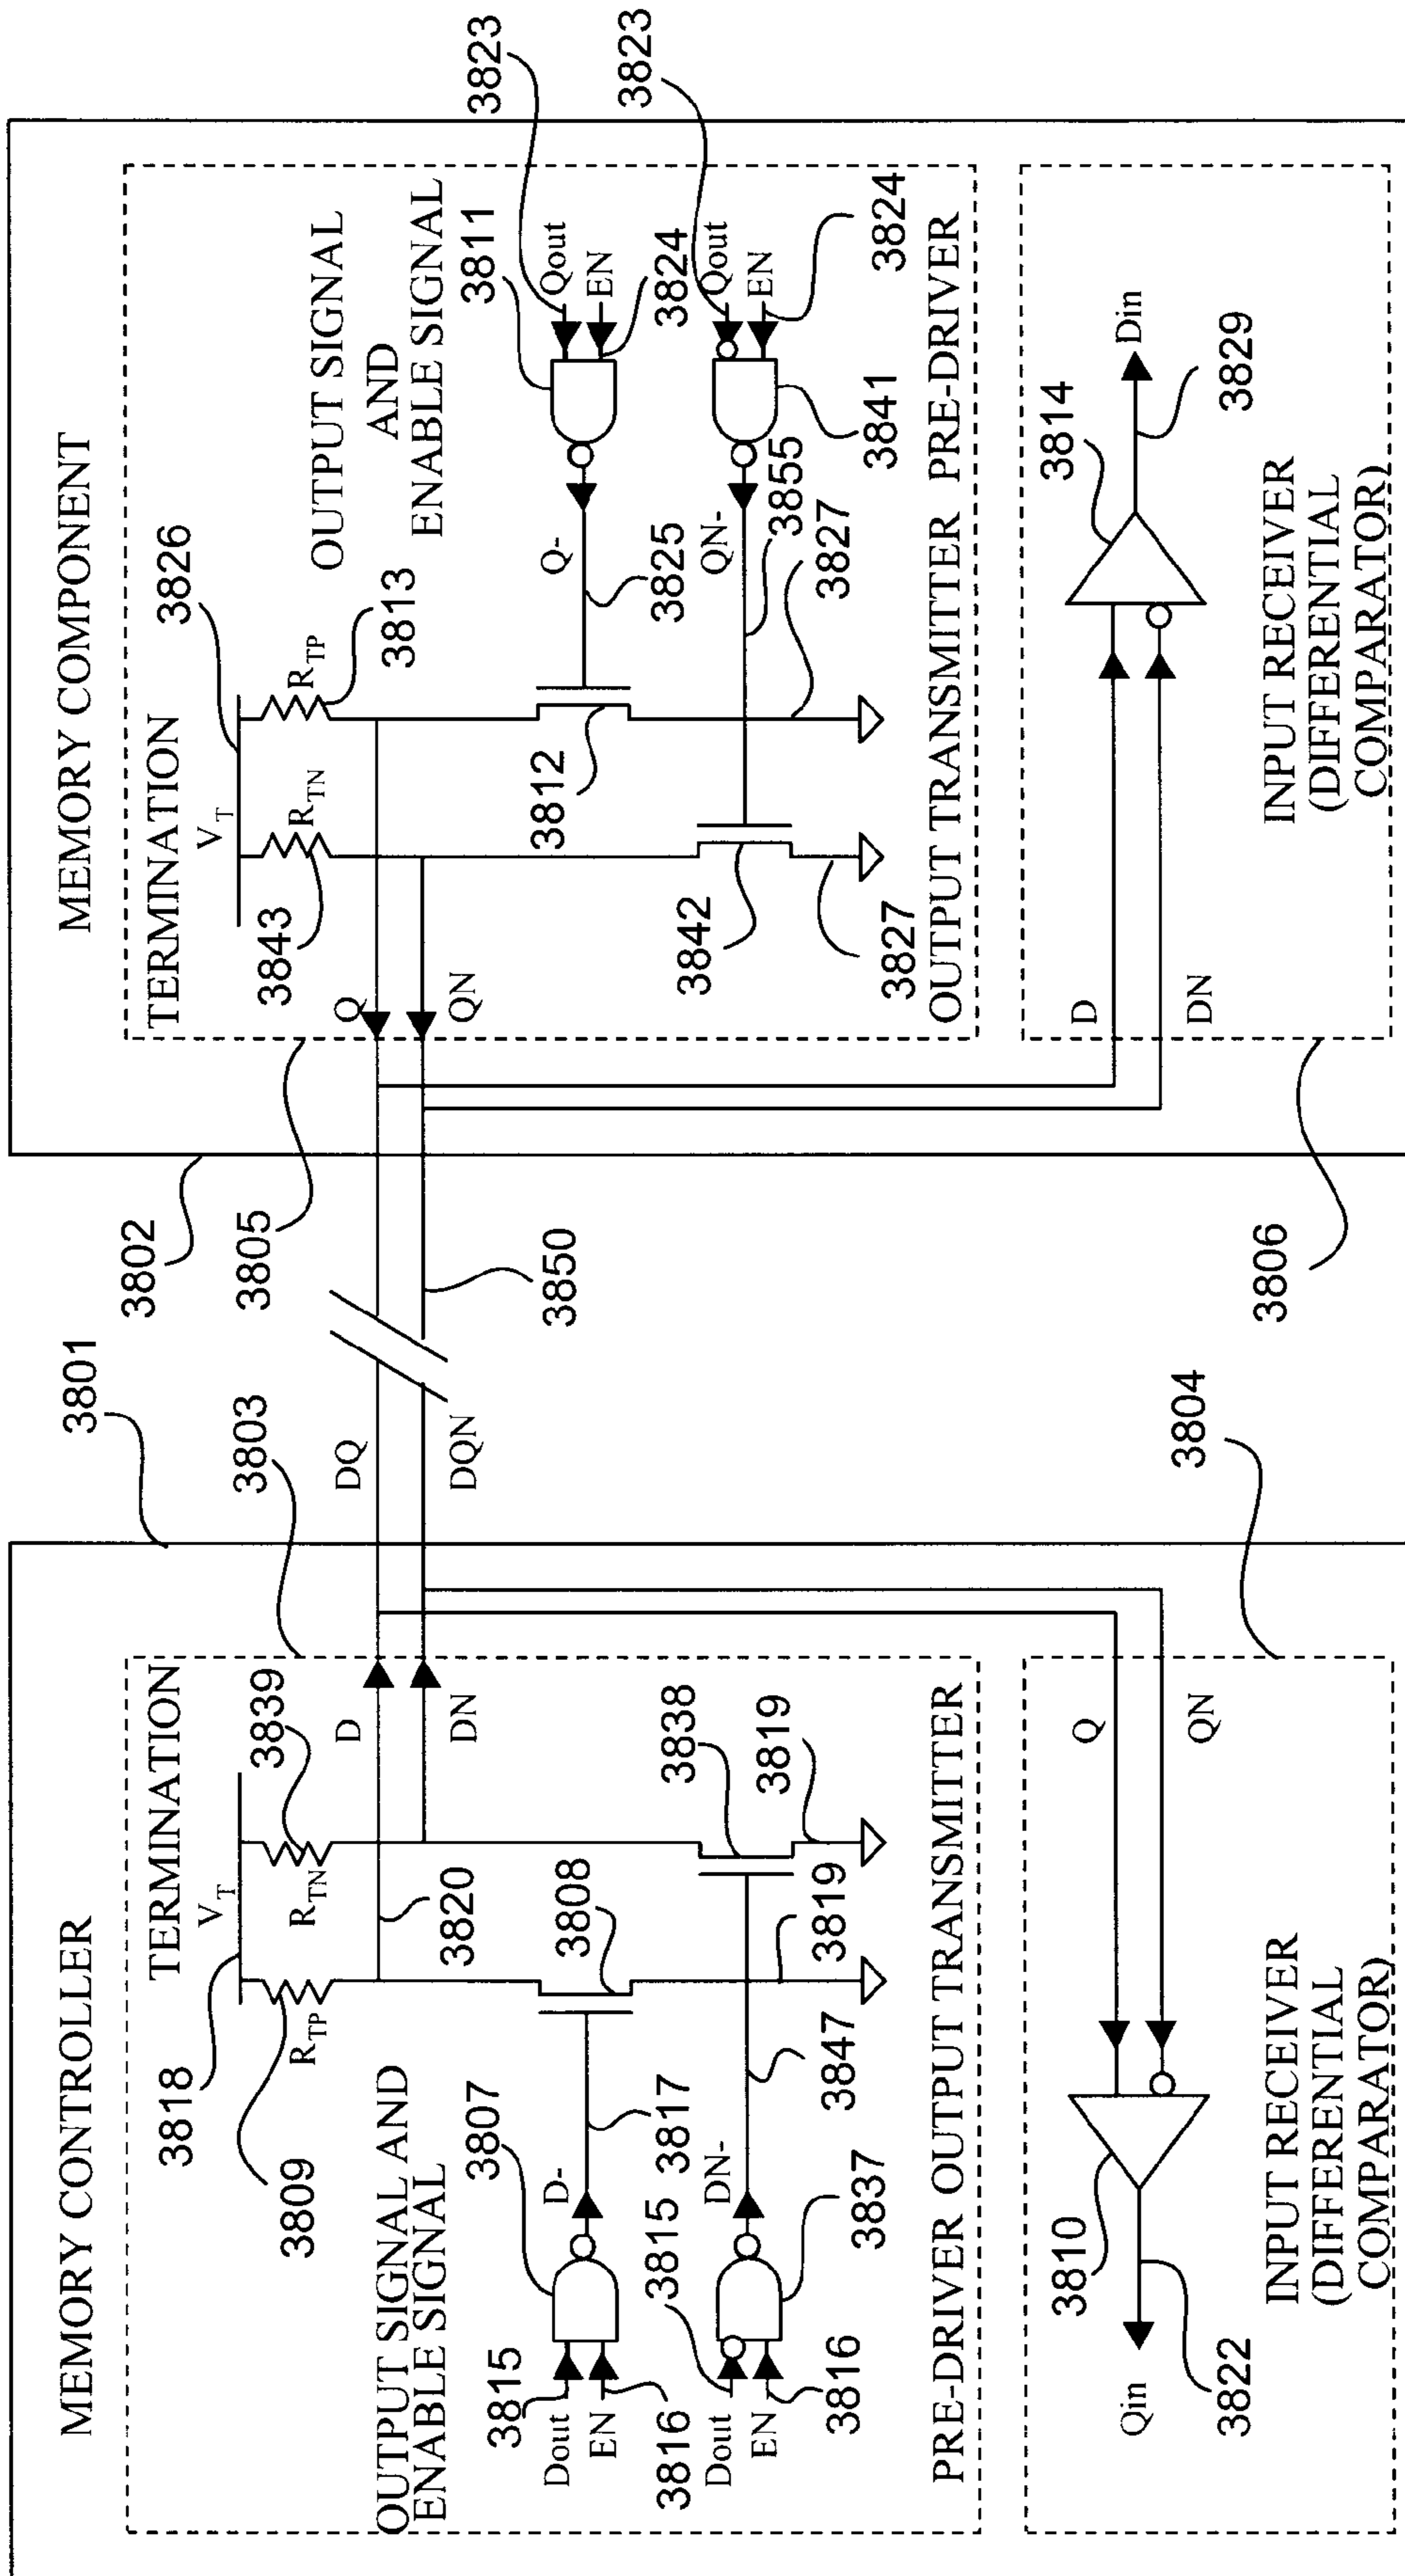 MEMORY CONTROLLER
3801
TERMINATION
V_T
3818
3809
R_TP
R_TN
3839
3803
OUTPUT SIGNAL AND
ENABLE SIGNAL
D
DN
3820
DQ
DQN
3807
3815
Dout
EN
3816
D-
3817
3808
3815
Dout
EN
3816
DN-
3837
3847
3819
3838
3819
PRE-DRIVER OUTPUT TRANSMITTER
3804
Q
QN
3810
Qin
3822
INPUT RECEIVER
(DIFFERENTIAL
COMPARATOR)
MEMORY COMPONENT
3802
3805
3850
TERMINATION
V_T
3826
3843
R_TN
R_TP
3813
OUTPUT SIGNAL
AND
ENABLE SIGNAL
Q
QN
Q-
3825
3812
3811
Qout
EN
3823
3824
QN-
3855
3842
3827
3827
Qout
EN
3823
3824
3841
OUTPUT TRANSMITTER PRE-DRIVER
3806
D
DN
3814
Din
3829
INPUT RECEIVER
(DIFFERENTIAL
COMPARATOR)